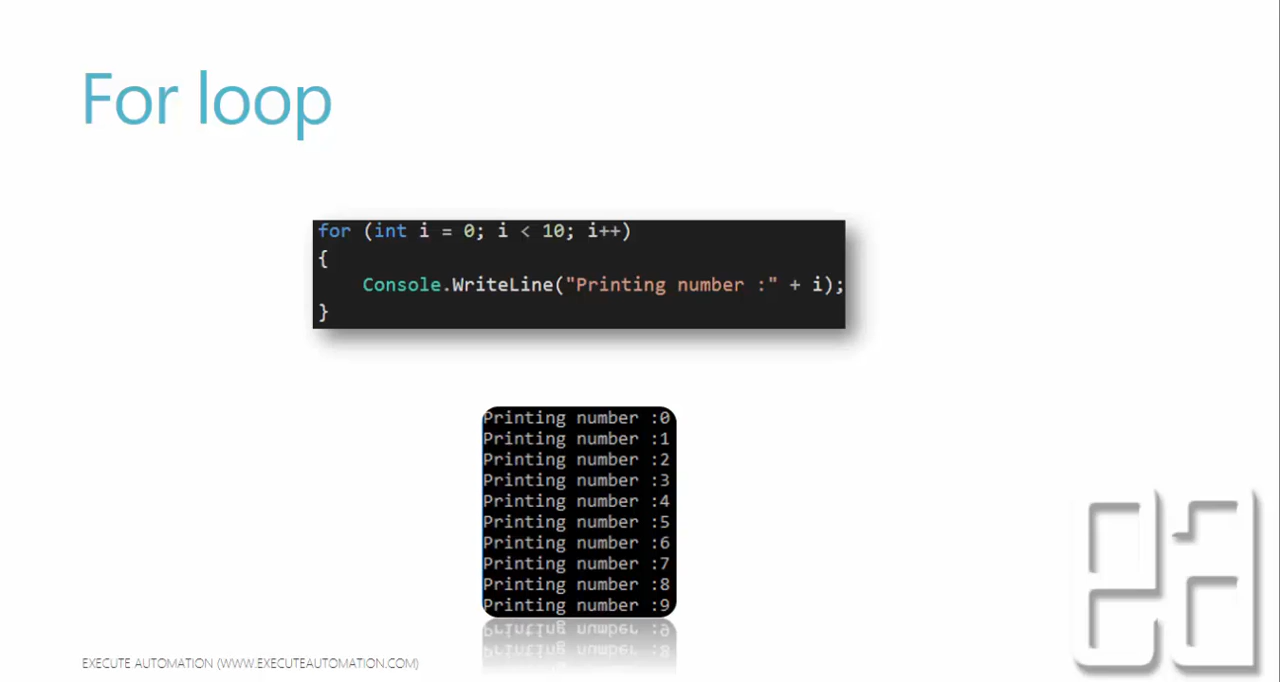 For loop
for (int i = 0; i < 10; i++)
{
Console.WriteLine("Printing number :" + i);
}
Printing number :0
Printing number :1
Printing number :2
Printing number :3
Printing number :4
Printing number :5
Printing number :6
Printing number :7
Printing number :8
Printing number :9
ea
EXECUTE AUTOMATION (WWW.EXECUTEAUTOMATION.COM)